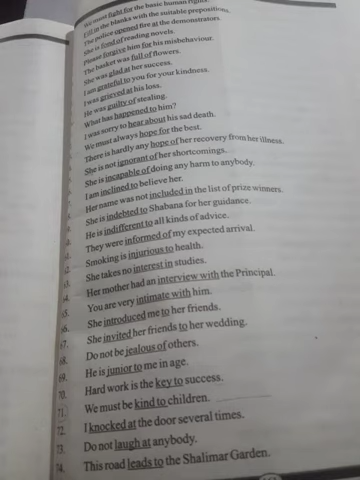 We must fight for the basic human rights.
Fill in the blanks with the suitable prepositions.
The police opened fire at the demonstrators.
She is fond of reading novels.
Please forgive him for his misbehaviour.
The basket was full of flowers.
She was glad at her success.
I am grateful to you for your kindness.
I was grieved at his loss.
He was guilty of stealing.
What has happened to him?
I was sorry to hear about his sad death.
We must always hope for the best.
There is hardly any hope of her recovery from her illness.
She is not ignorant of her shortcomings.
She is incapable of doing any harm to anybody.
I am inclined to believe her.
Her name was not included in the list of prize winners.
She is indebted to Shabana for her guidance.
He is indifferent to all kinds of advice.
They were informed of my expected arrival.
Smoking is injurious to health.
She takes no interest in studies.
Her mother had an interview with the Principal.
65. You are very intimate with him.
66. She introduced me to her friends.
67. She invited her friends to her wedding.
68. Do not be jealous of others.
69. He is junior to me in age.
70. Hard work is the key to success.
71. We must be kind to children.
72. I knocked at the door several times.
73. Do not laugh at anybody.
74. This road leads to the Shalimar Garden.